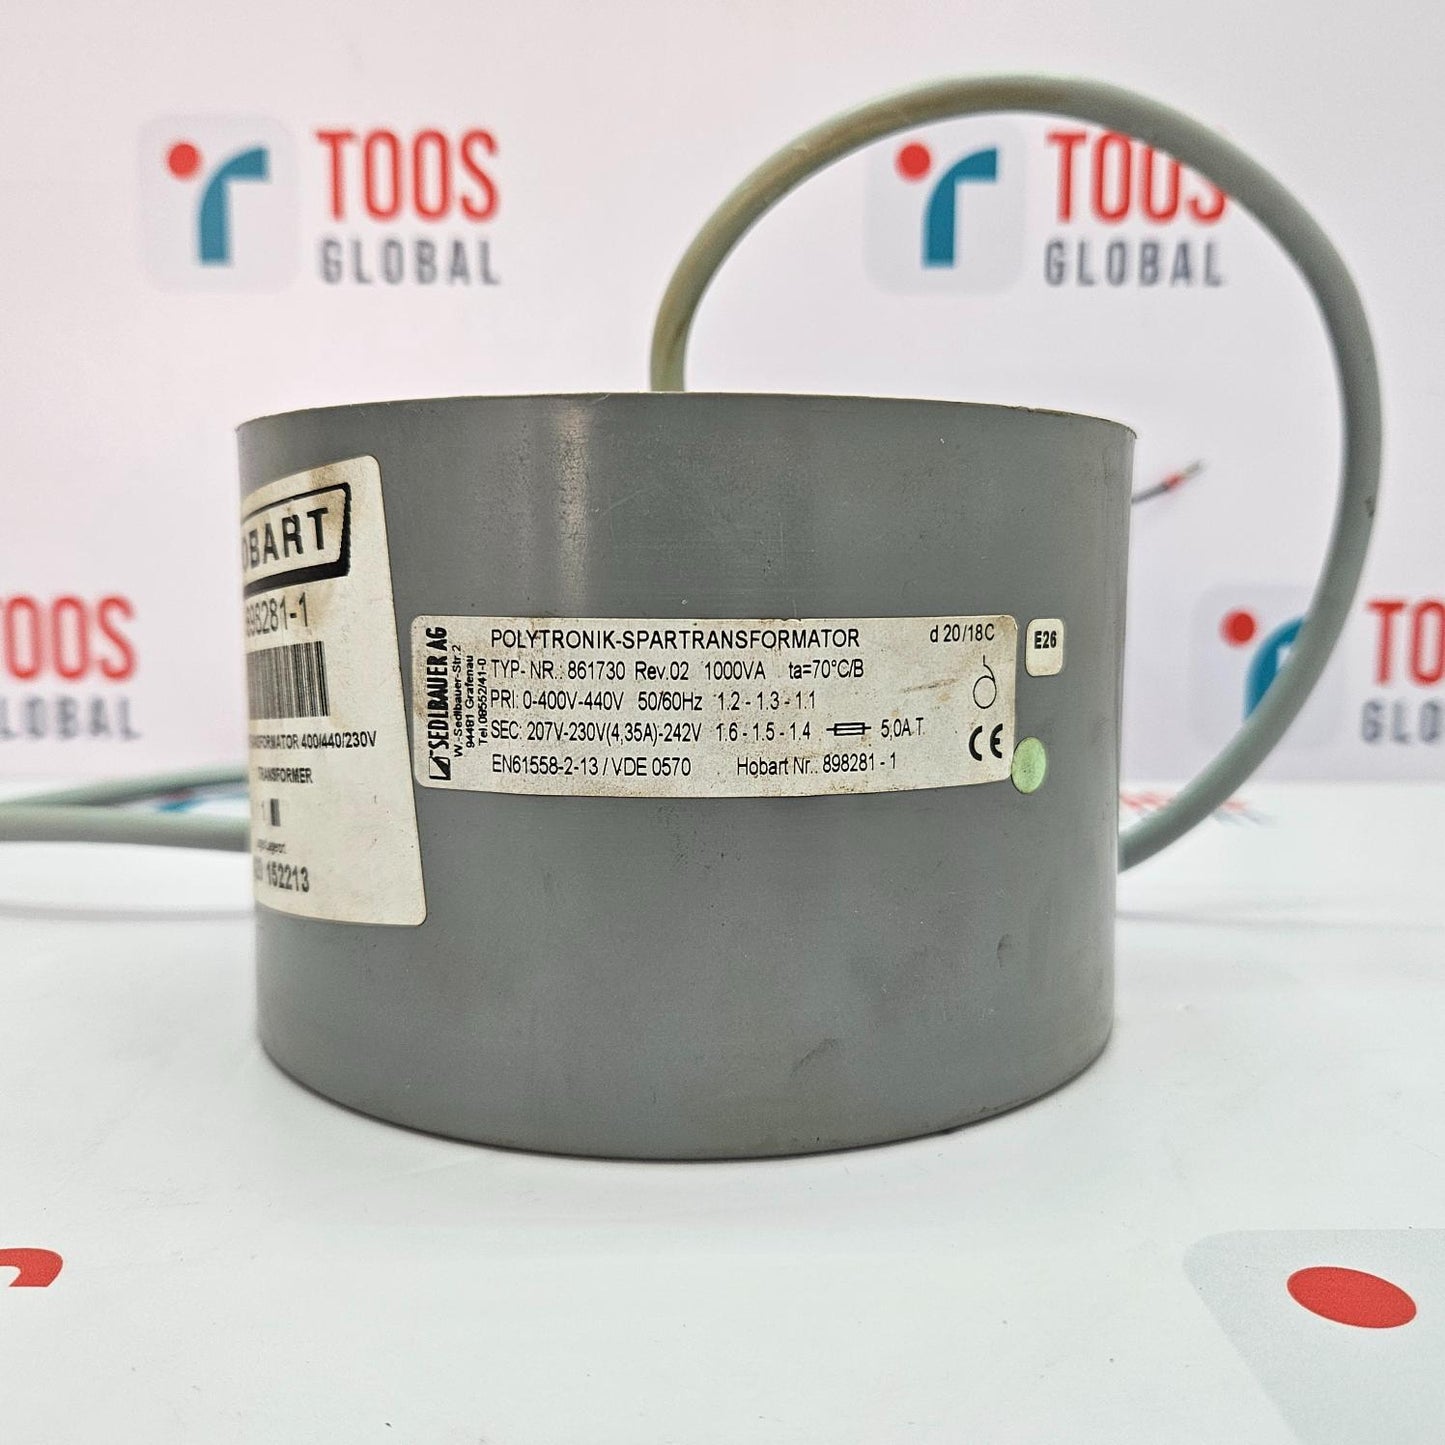 TOOS
GLOBAL
TOOS
GLOBAL
TOOS
GLOBAL
OBART
898281-1
SFORMATOR 400/440/230V
TRANSFORMER
1
152213
SEDLBAUER AG
W.-Sedlbauer-Str.2
94481 Grafenau
Tel.08552/41-0
POLYTRONIK-SPARTRANSFORMATOR d 20/18C
TYP- NR.: 861730 Rev.02 1000VA ta=70°C/B
PRI: 0-400V-440V 50/60Hz 1.2 - 1.3 - 1.1
SEC: 207V-230V(4,35A)-242V 1.6 - 1.5 - 1.4 5,0A T
EN61558-2-13 / VDE 0570 Hobart Nr.: 898281 - 1
CE
E26